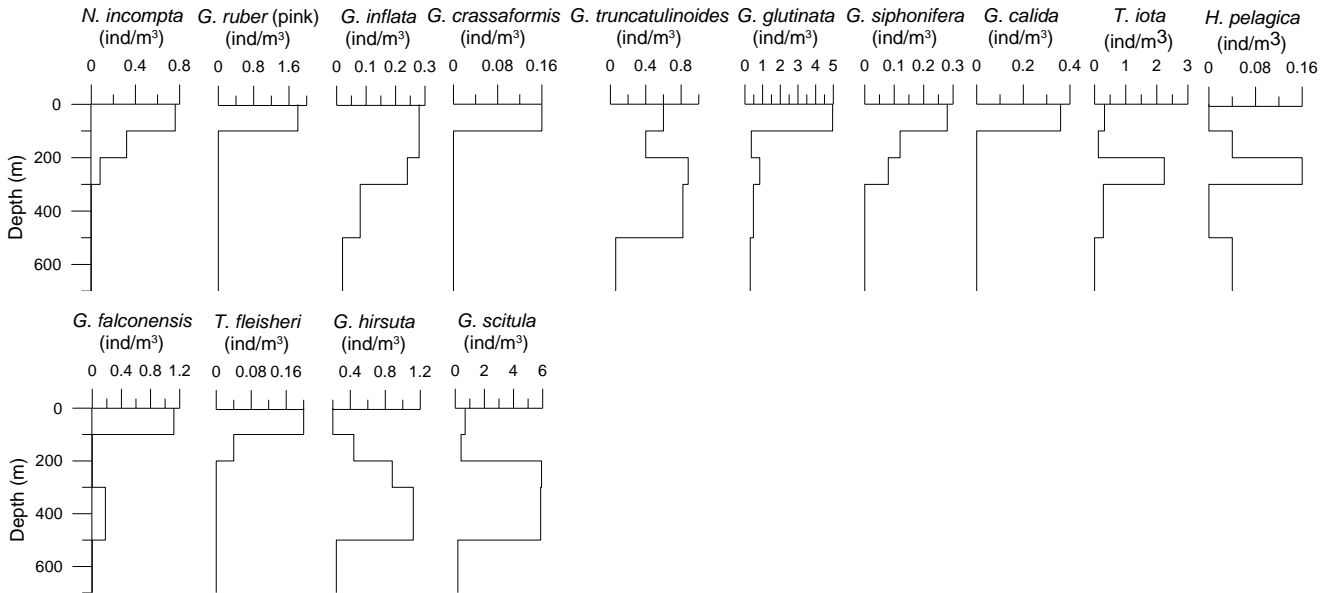 N. incompta G. ruber (pink) G. inflata G. crassaformis G. truncatulinoides G. glutinata G. siphonifera G. calida T. iota H. pelagica
(ind/m³) (ind/m³) (ind/m³) (ind/m³) (ind/m³) (ind/m³) (ind/m³) (ind/m³) (ind/m³) (ind/m³)
0 0.4 0.8 0 0.8 1.6 0 0.1 0.2 0.3 0 0.08 0.16 0 0.4 0.8 0 1 2 3 4 5 0 0.1 0.2 0.3 0 0.2 0.4 0 1 2 3 0 0.08 0.16
0
200
400
600
Depth (m)
G. falconensis T. fleisheri G. hirsuta G. scitula
(ind/m³) (ind/m³) (ind/m³) (ind/m³)
0 0.4 0.8 1.2 0 0.08 0.16 0.4 0.8 1.2 0 2 4 6
0
200
400
600
Depth (m)